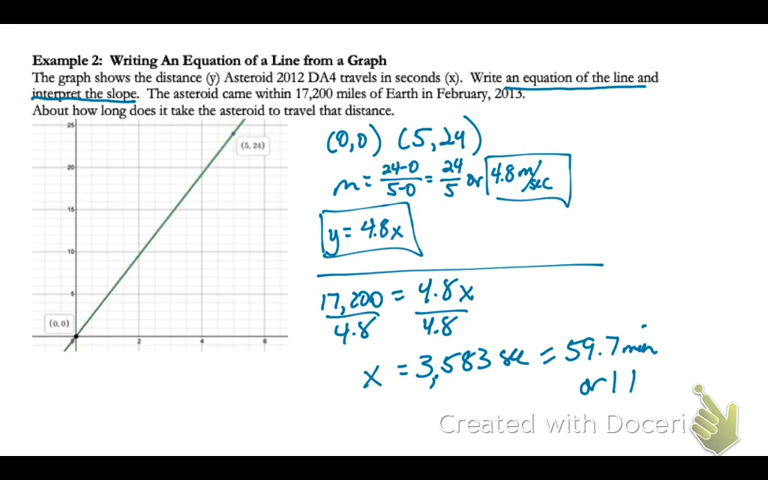 Example 2: Writing An Equation of a Line from a Graph
The graph shows the distance (y) Asteroid 2012 DA4 travels in seconds (x). Write an equation of the line and
interpret the slope. The asteroid came within 17,200 miles of Earth in February, 2013.
About how long does it take the asteroid to travel that distance.
25
(5, 24)
20
15
10
5
(0, 0)
2
4
6
(0,0) (5,24)
m = 24-0/5-0 = 24/5 or 4.8 m/sec
y = 4.8x
17,200/4.8 = 4.8x/4.8
x = 3,583 sec = 59.7 min
or 1
Created with Doceri